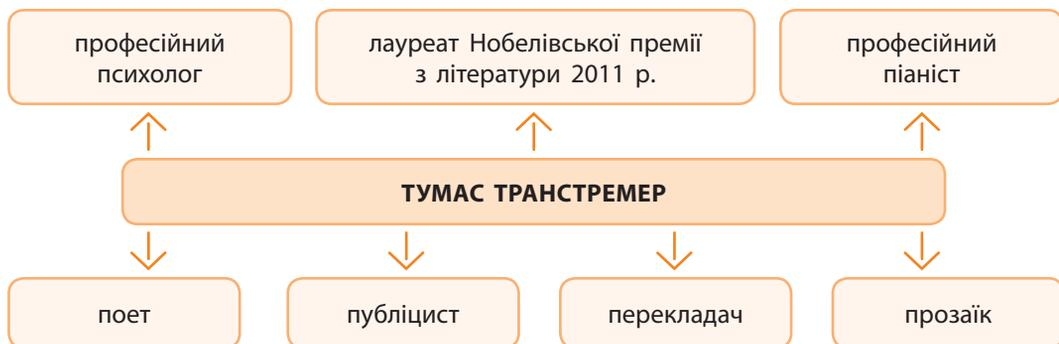 професійний
психолог
лауреат Нобелівської премії
з літератури 2011 р.
професійний
піаніст
ТУМАС ТРАНСТРЕМЕР
поет
публіцист
перекладач
прозаїк